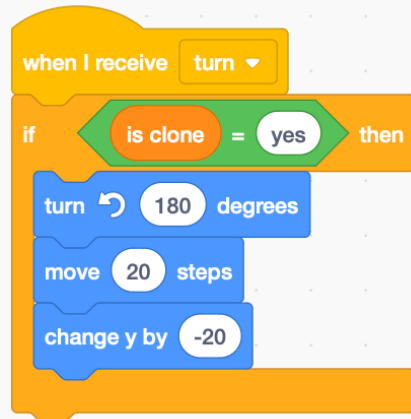 when I receive turn
if is clone = yes then
turn 180 degrees
move 20 steps
change y by -20